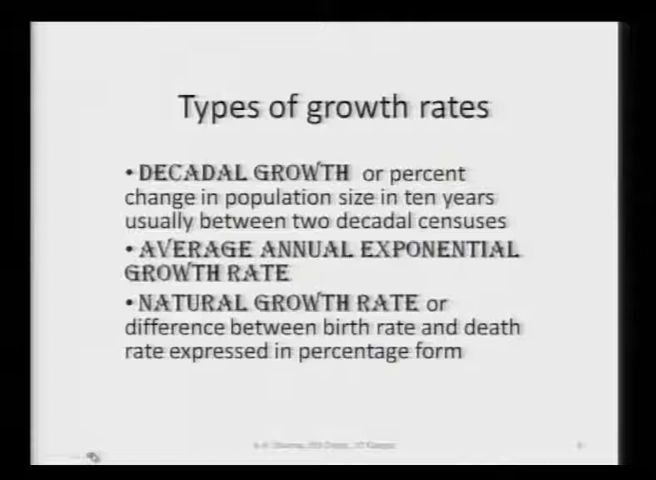 Types of growth rates
• DECADAL GROWTH or percent
change in population size in ten years
usually between two decadal censuses
• AVERAGE ANNUAL EXPONENTIAL
GROWTH RATE
• NATURAL GROWTH RATE or
difference between birth rate and death
rate expressed in percentage form